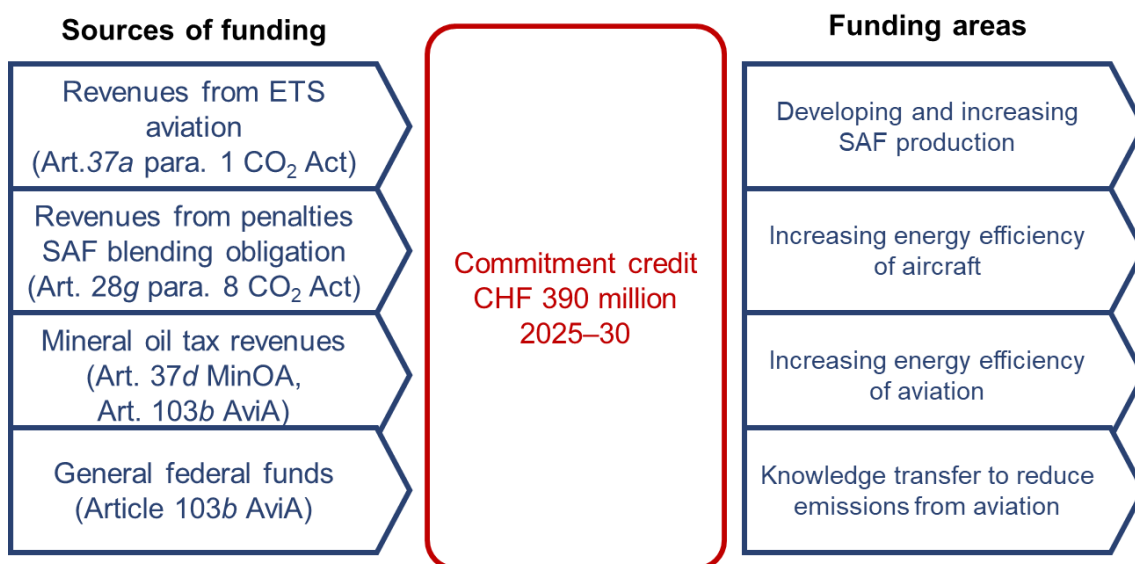 Sources of funding
Revenues from ETS
aviation
(Art.37a para. 1 CO₂ Act)
Revenues from penalties
SAF blending obligation
(Art. 28g para. 8 CO₂ Act)
Mineral oil tax revenues
(Art. 37d MinOA,
Art. 103b AviA)
General federal funds
(Article 103b AviA)
Commitment credit
CHF 390 million
2025–30
Funding areas
Developing and increasing
SAF production
Increasing energy efficiency
of aircraft
Increasing energy efficiency
of aviation
Knowledge transfer to reduce
emissions from aviation